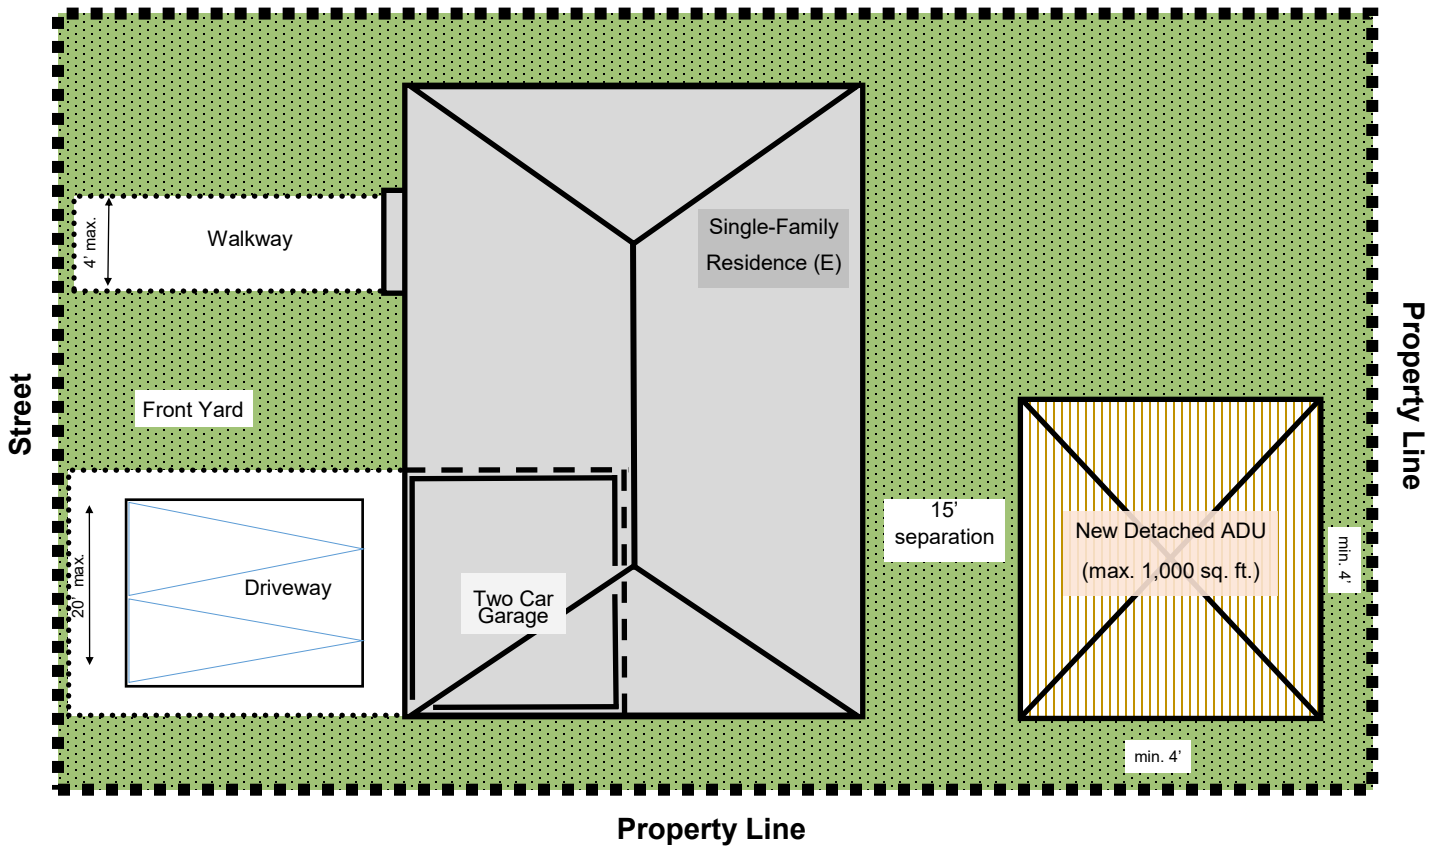 Single-Family
Residence (E)
4’ max.
Walkway
Street
Front Yard
Property Line
15’
separation
New Detached ADU
(max. 1,000 sq. ft.)
min. 4’
20’ max.
Driveway
Two Car
Garage
min. 4’
Property Line